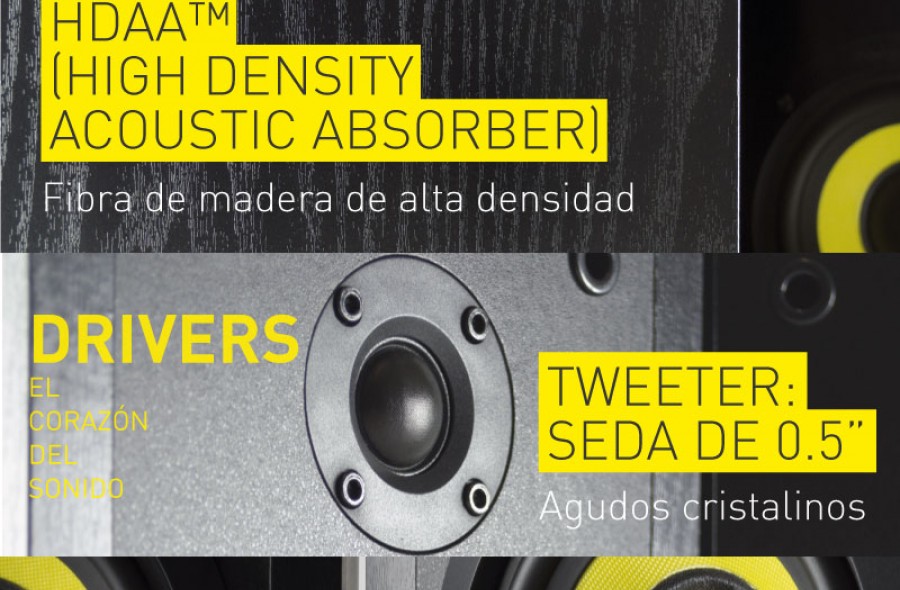 HDAA™
(HIGH DENSITY
ACOUSTIC ABSORBER)
Fibra de madera de alta densidad
DRIVERS
EL
CORAZÓN
DEL
SONIDO
TWEETER:
SEDA DE 0.5”
Agudos cristalinos